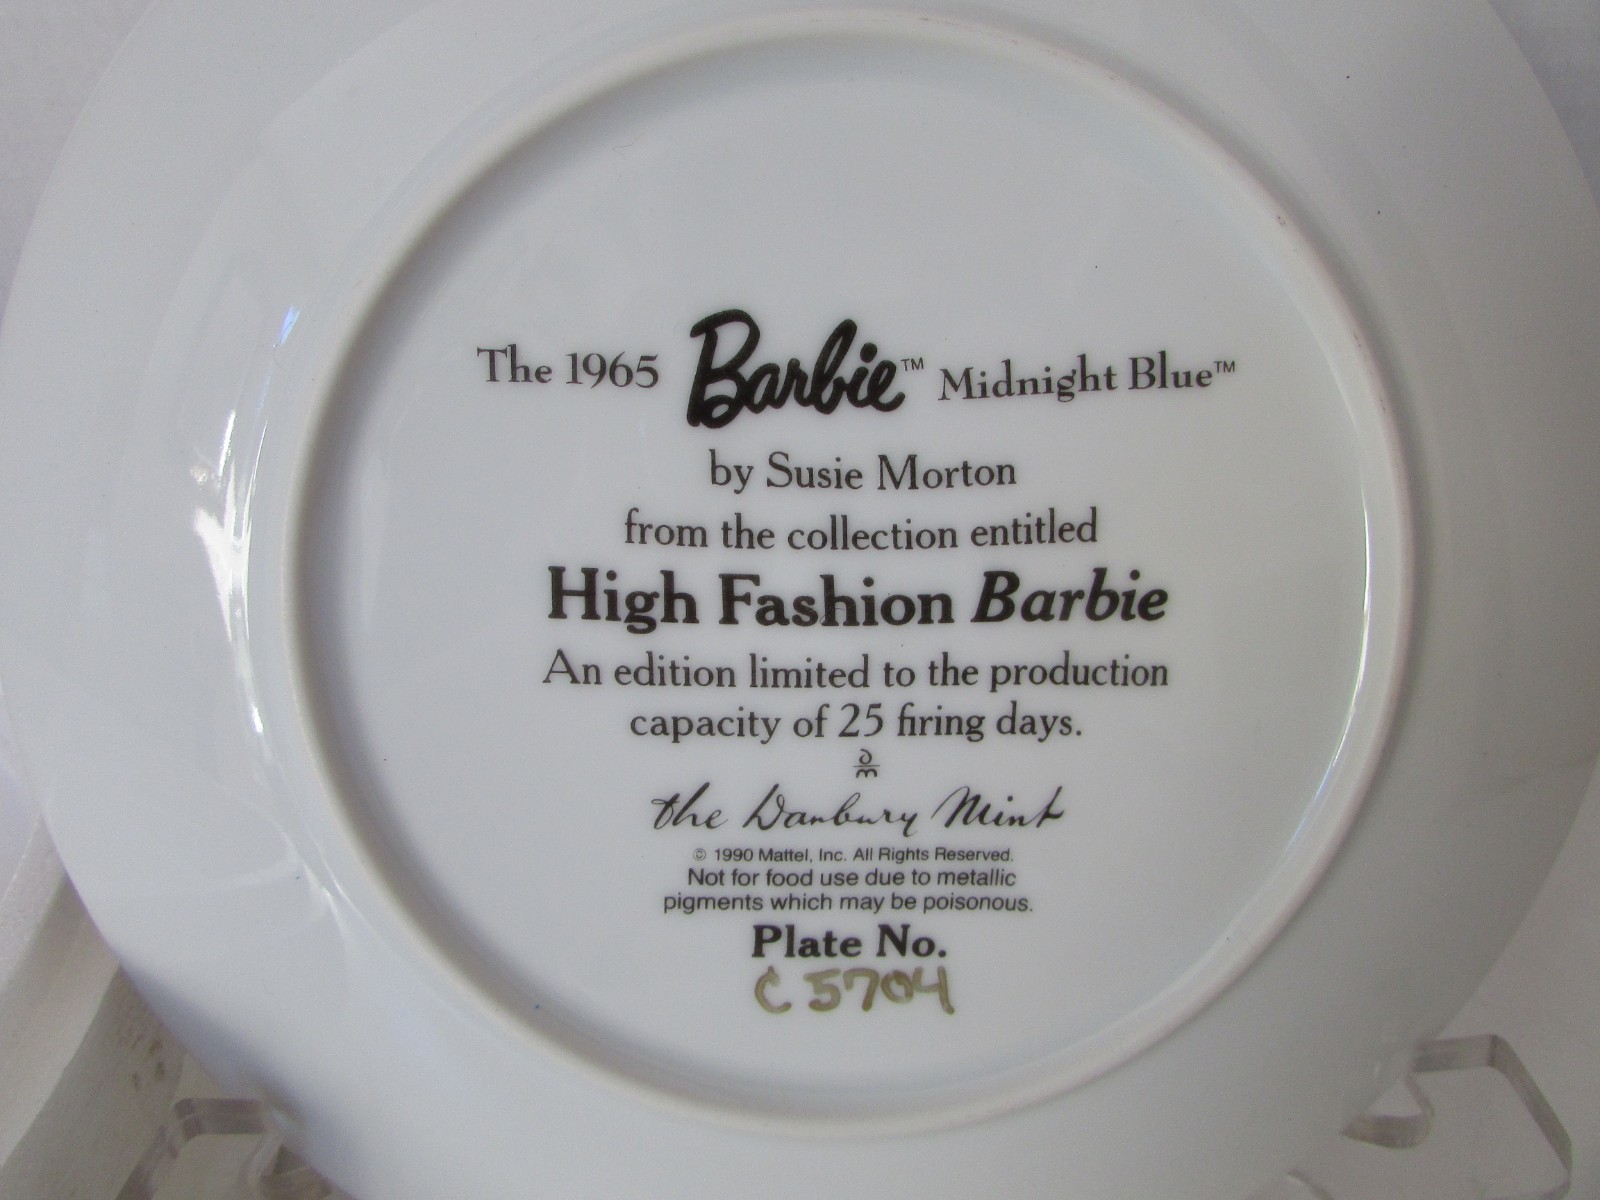 The 1965 Barbie™ Midnight Blue™
by Susie Morton
from the collection entitled
High Fashion Barbie
An edition limited to the production
capacity of 25 firing days.
dm
the Danbury Mint
© 1990 Mattel, Inc. All Rights Reserved.
Not for food use due to metallic
pigments which may be poisonous.
Plate No.
C5704